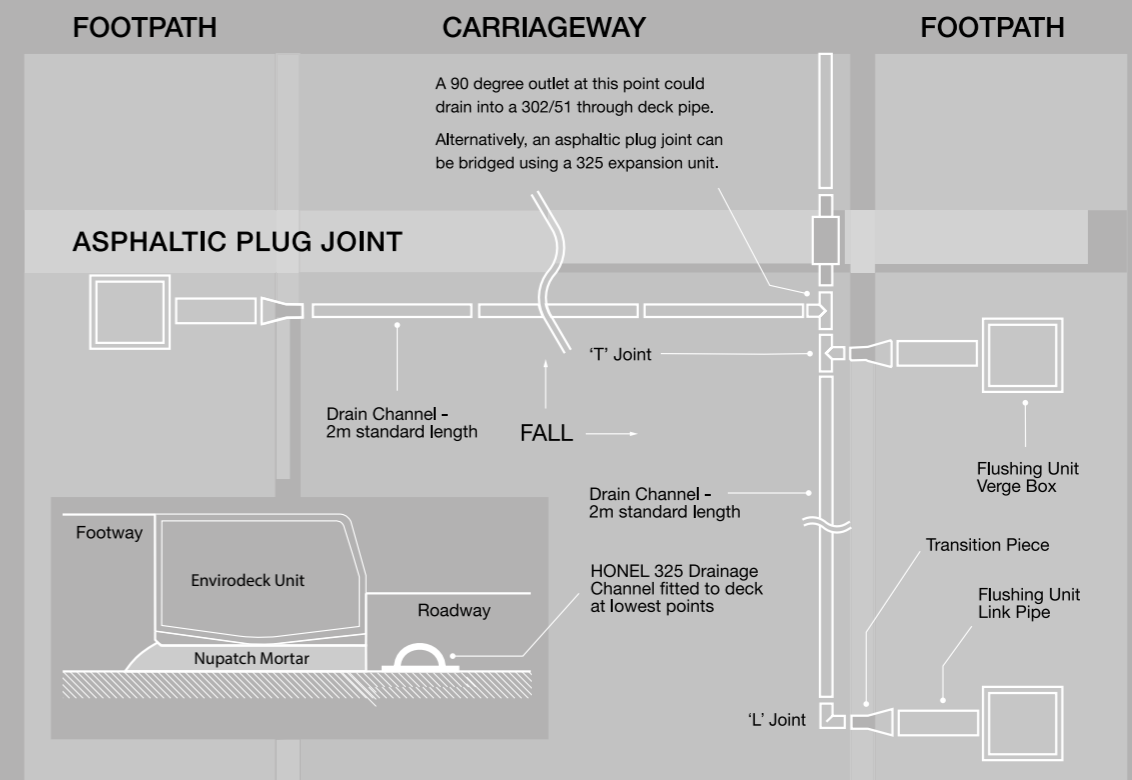 FOOTPATH
CARRIAGEWAY
FOOTPATH
A 90 degree outlet at this point could
drain into a 302/51 through deck pipe.
Alternatively, an asphaltic plug joint can
be bridged using a 325 expansion unit.
ASPHALTIC PLUG JOINT
‘T’ Joint
Drain Channel -
2m standard length
FALL
Flushing Unit
Verge Box
Drain Channel -
2m standard length
Transition Piece
HONEL 325 Drainage
Channel fitted to deck
at lowest points
Flushing Unit
Link Pipe
Footway
Envirodeck Unit
Roadway
Nupatch Mortar
‘L’ Joint